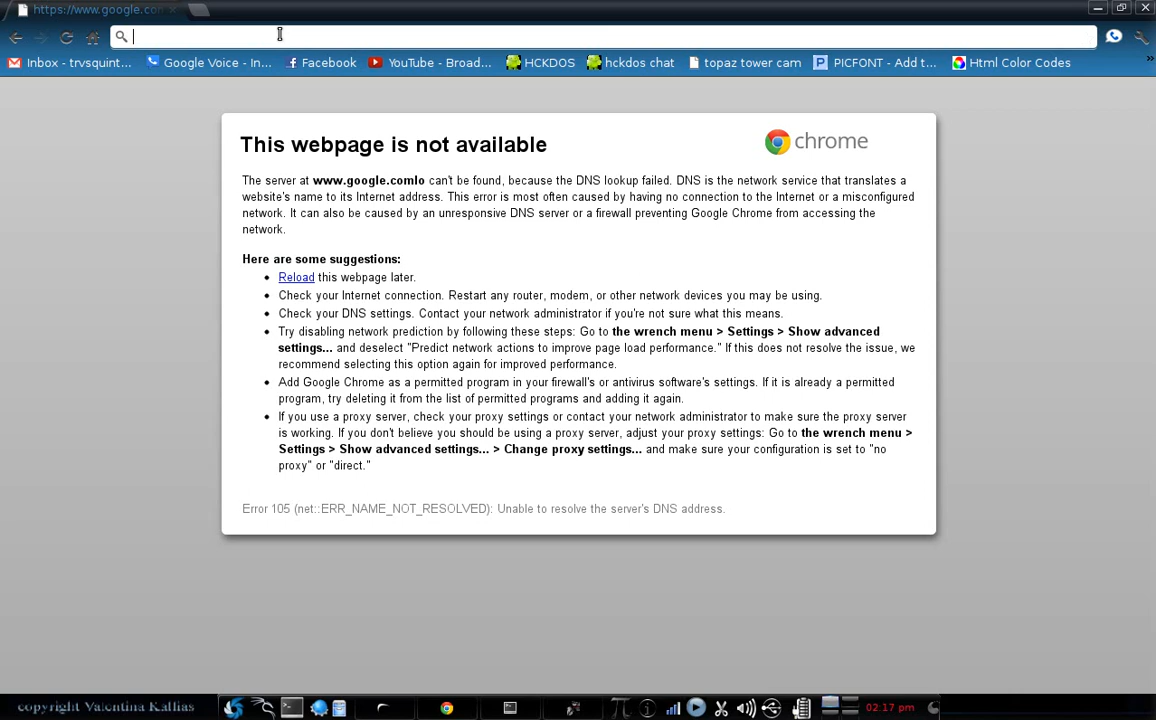 https://www.google.com
Inbox - trvsquint... Google Voice - In... Facebook YouTube - Broad... HCKDOS hckdos chat topaz tower cam PICFONT - Add t... Html Color Codes »
This webpage is not available
chrome
The server at www.google.comlo can't be found, because the DNS lookup failed. DNS is the network service that translates a
website's name to its Internet address. This error is most often caused by having no connection to the Internet or a misconfigured
network. It can also be caused by an unresponsive DNS server or a firewall preventing Google Chrome from accessing the
network.
Here are some suggestions:
• Reload this webpage later.
• Check your Internet connection. Restart any router, modem, or other network devices you may be using.
• Check your DNS settings. Contact your network administrator if you're not sure what this means.
• Try disabling network prediction by following these steps: Go to the wrench menu > Settings > Show advanced
settings... and deselect "Predict network actions to improve page load performance." If this does not resolve the issue, we
recommend selecting this option again for improved performance.
• Add Google Chrome as a permitted program in your firewall's or antivirus software's settings. If it is already a permitted
program, try deleting it from the list of permitted programs and adding it again.
• If you use a proxy server, check your proxy settings or contact your network administrator to make sure the proxy server
is working. If you don't believe you should be using a proxy server, adjust your proxy settings: Go to the wrench menu >
Settings > Show advanced settings... > Change proxy settings... and make sure your configuration is set to "no
proxy" or "direct."
Error 105 (net::ERR_NAME_NOT_RESOLVED): Unable to resolve the server's DNS address.
copyright Valentina Kallias 02:17 pm